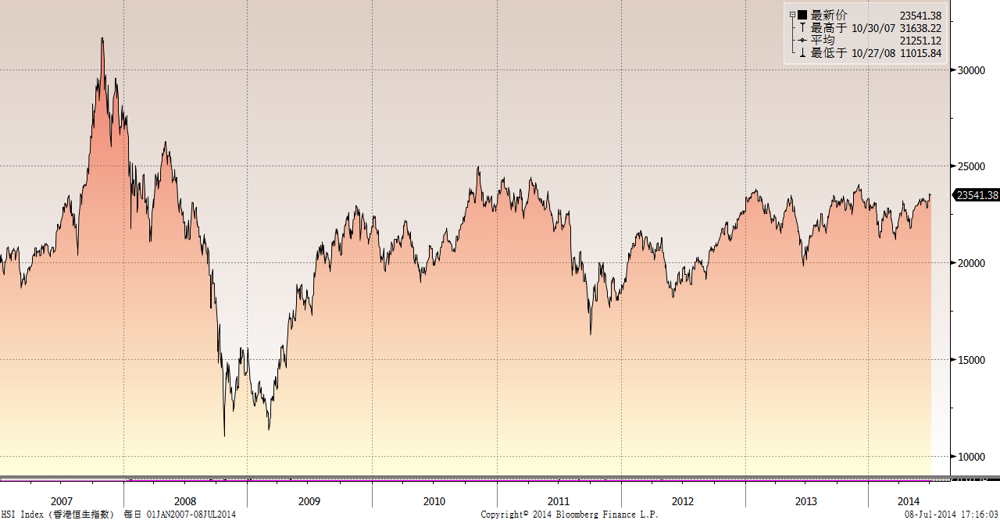 最新价 23541.38
最高于 10/30/07 31638.22
平均 21251.12
最低于 10/27/08 11015.84
30000
25000
23541.38
20000
15000
10000
2007 2008 2009 2010 2011 2012 2013 2014
HSI Index (香港恒生指数) 每日 01JAN2007-08JUL2014 Copyright© 2014 Bloomberg Finance L.P. 08-Jul-2014 17:16:03